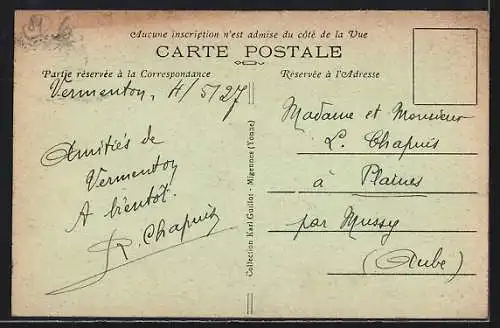 Aucune inscription n'est admise du côté de la Vue
CARTE POSTALE
Partie réservée à la Correspondance
Réservée à l'Adresse
Vermenton, 4/5/27
Amitiés de
Vermenton
A bientôt.
R. Chapuis
Collection Karl Guillot - Migennes (Yonne)
Madame et Monsieur
L. Chapuis
à Plaines
par Mussy
(Aube)